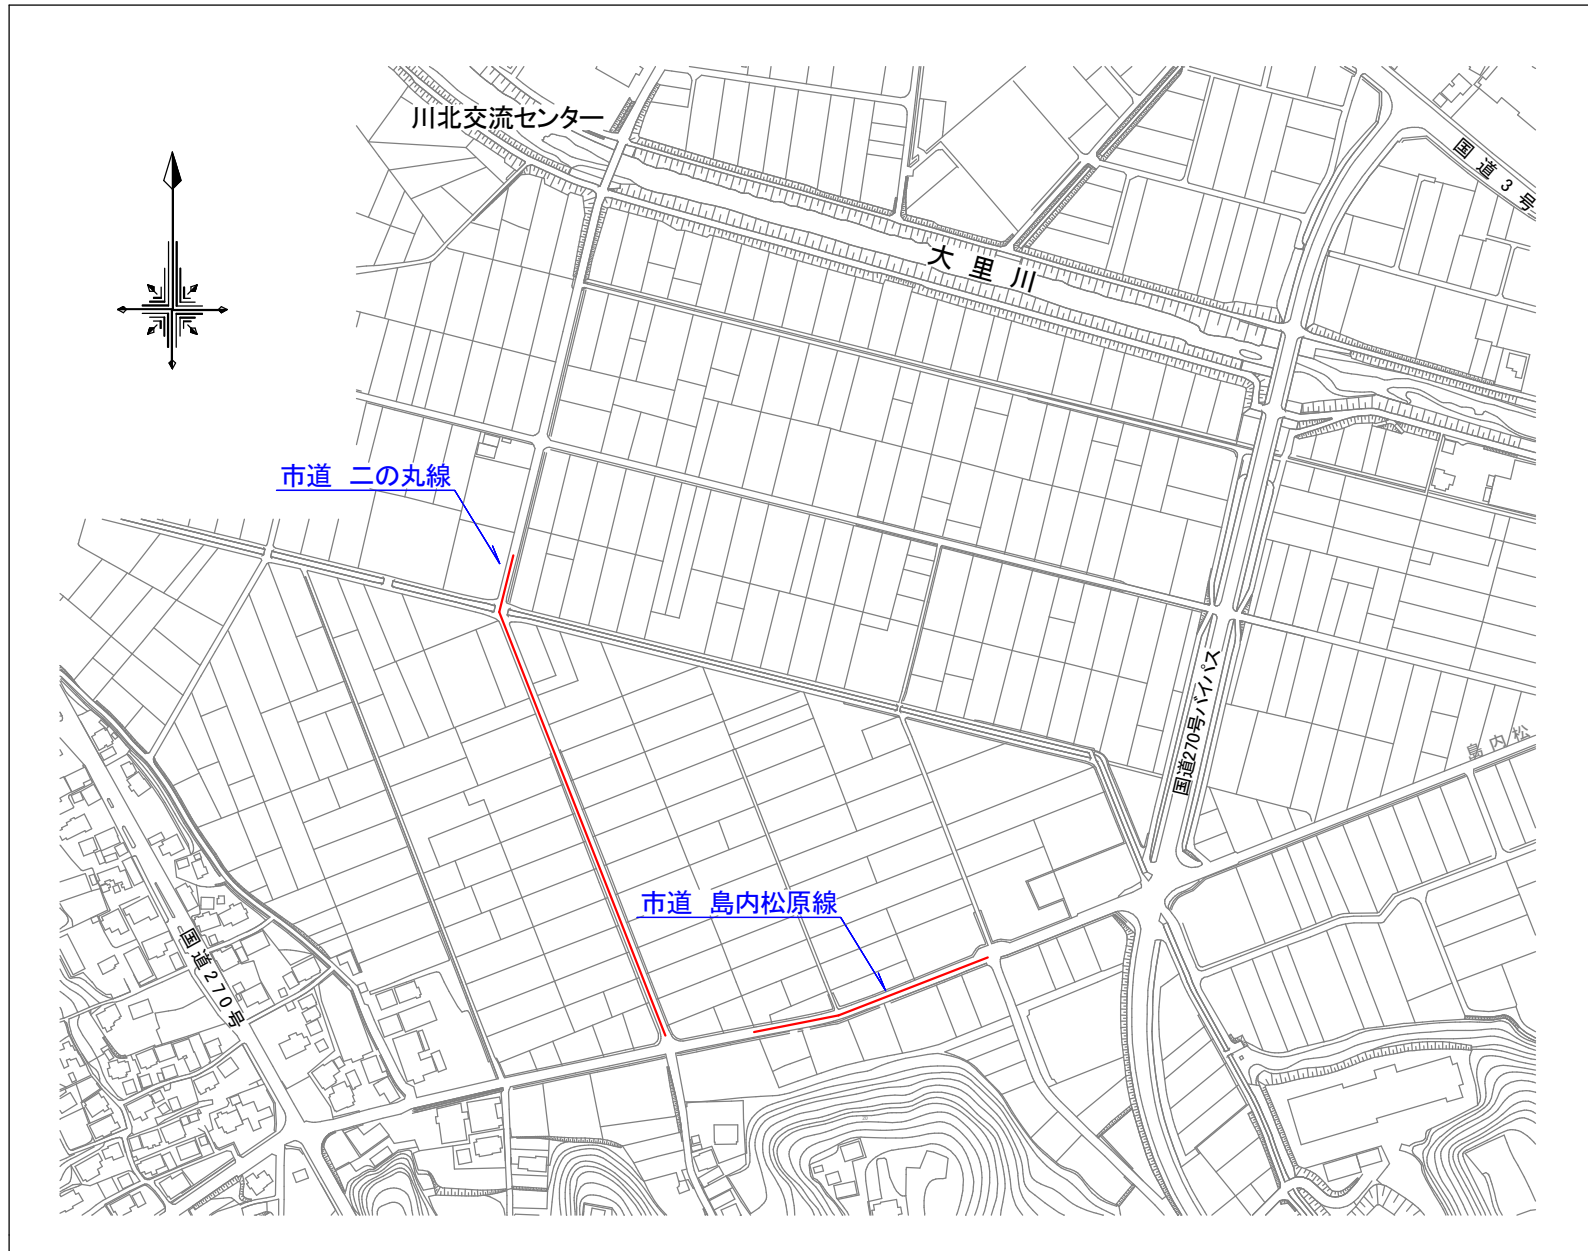 川北交流センター
国道3号
大里川
市道 二の丸線
国道270号バイパス
島内松
市道 島内松原線
国道270号